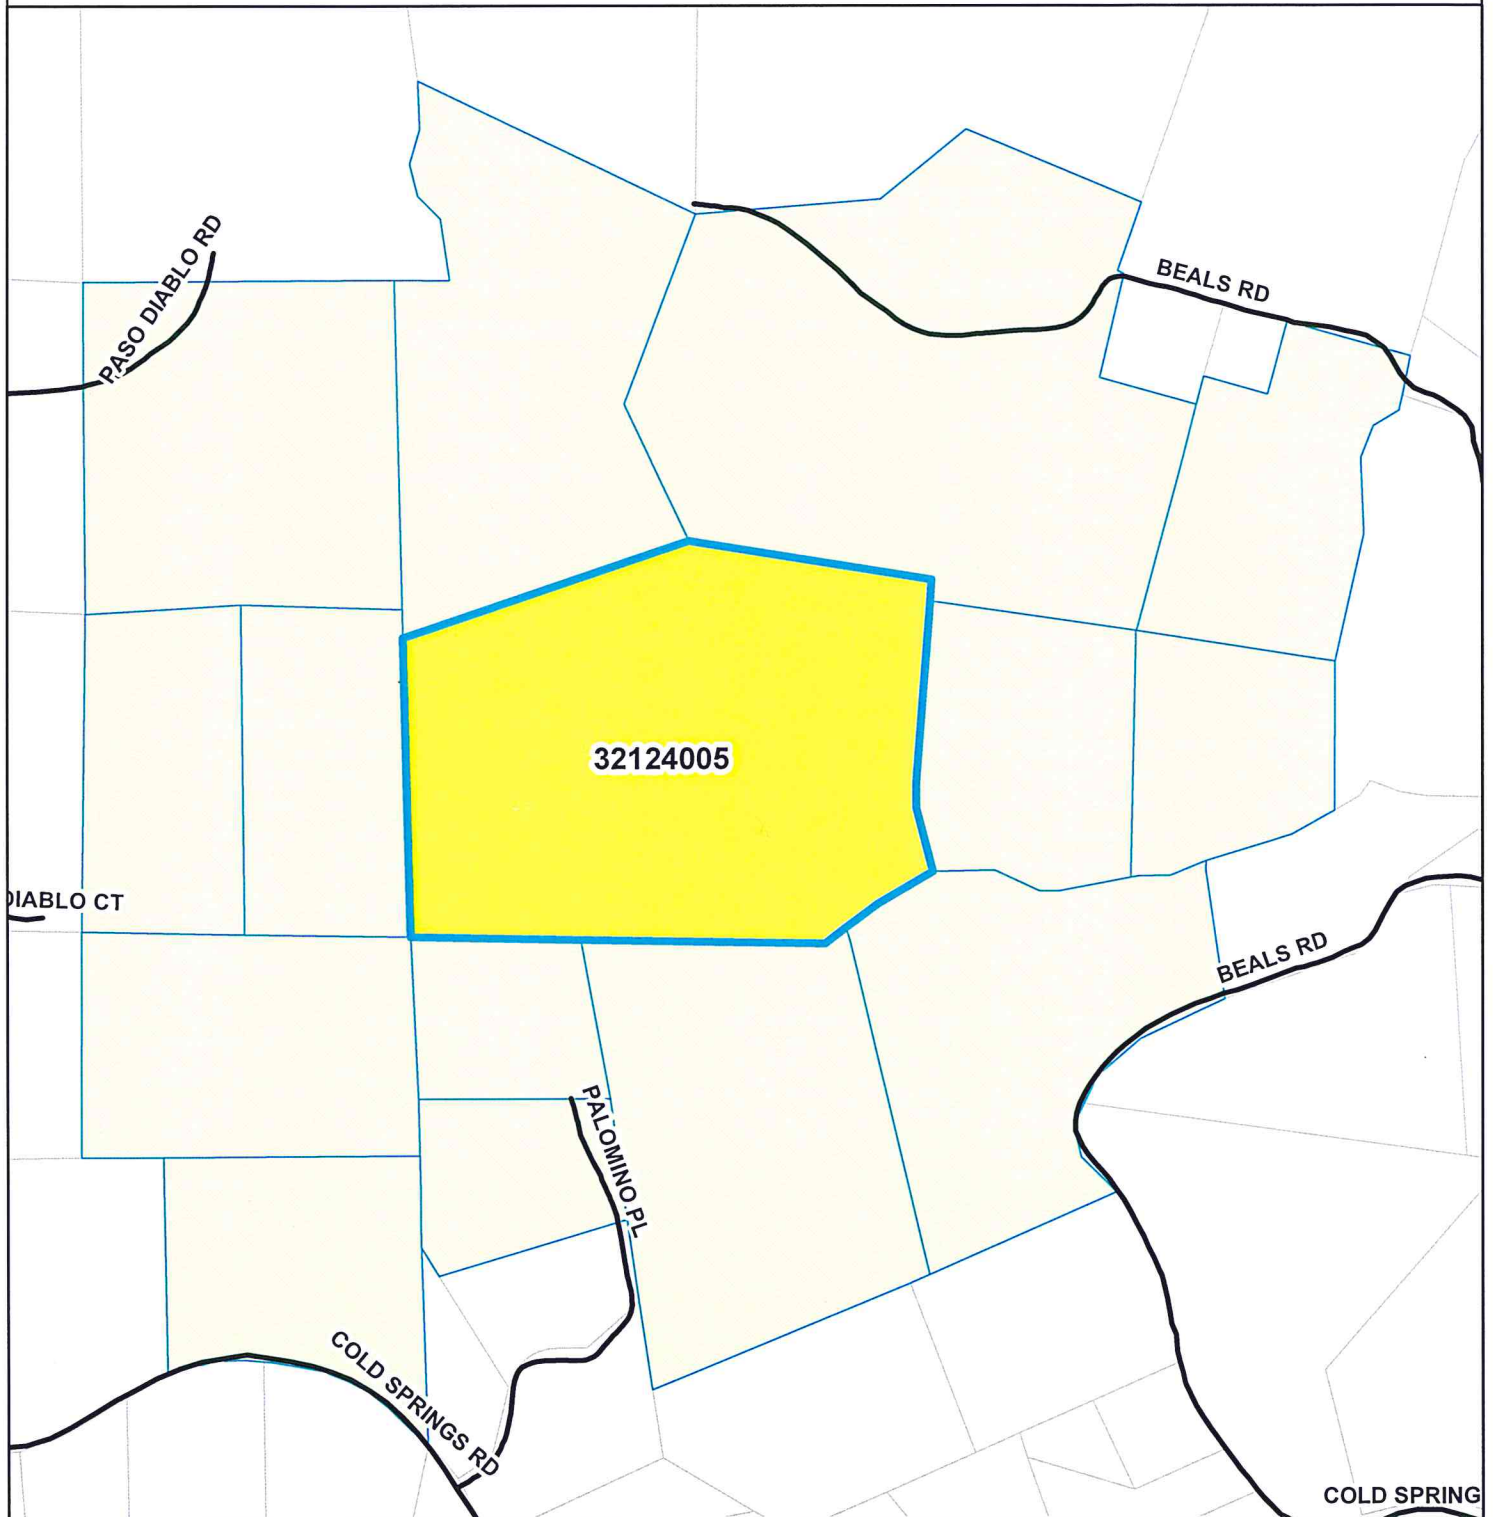 PASO DIABLO RD
BEALS RD
32124005
DIABLO CT
BEALS RD
PALOMINO PL
COLD SPRINGS RD
COLD SPRING